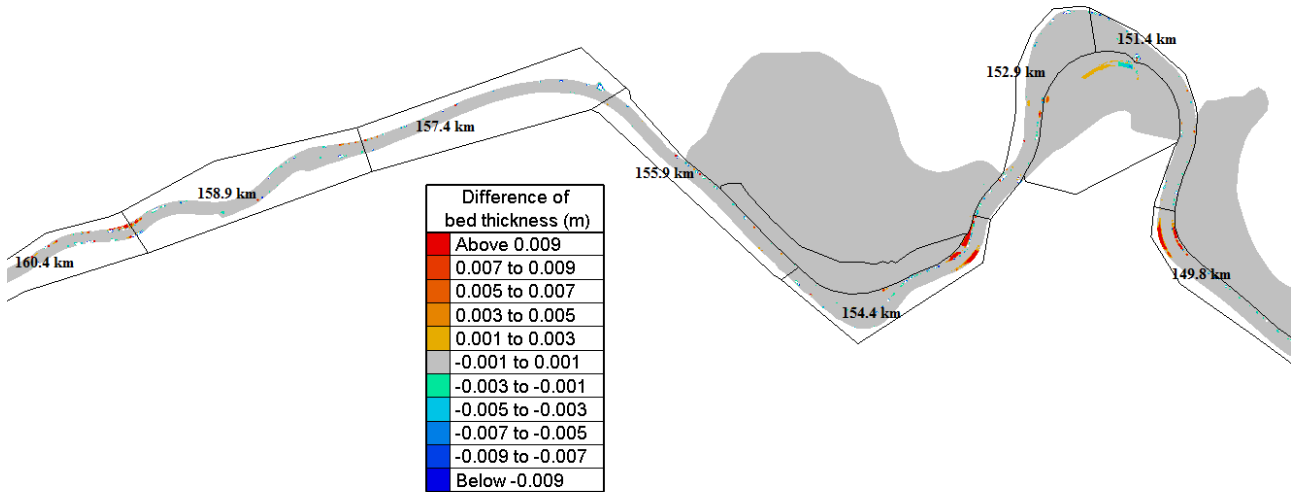 151.4 km
152.9 km
157.4 km
155.9 km
158.9 km
160.4 km
149.8 km
154.4 km
Difference of
bed thickness (m)
Above 0.009
0.007 to 0.009
0.005 to 0.007
0.003 to 0.005
0.001 to 0.003
-0.001 to 0.001
-0.003 to -0.001
-0.005 to -0.003
-0.007 to -0.005
-0.009 to -0.007
Below -0.009